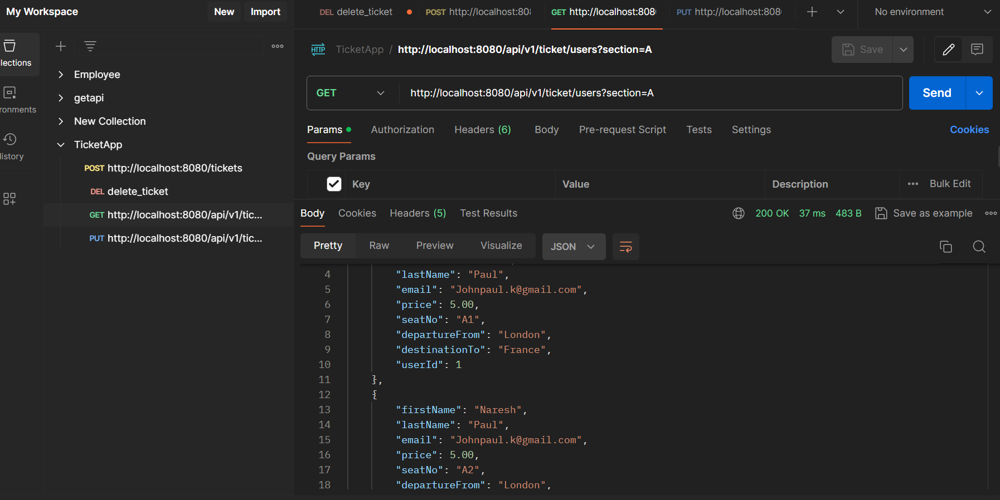 My Workspace
New
Import
DEL delete_ticket
POST http://localhost:808
GET http://localhost:808
PUT http://localhost:808
No environment
llections
ronments
listory
Employee
getapi
New Collection
TicketApp
POST http://localhost:8080/tickets
DEL delete_ticket
GET http://localhost:8080/api/v1/tic...
PUT http://localhost:8080/api/v1/tic...
HTTP TicketApp / http://localhost:8080/api/v1/ticket/users?section=A
Save
GET http://localhost:8080/api/v1/ticket/users?section=A
Send
Params Authorization Headers (6) Body Pre-request Script Tests Settings Cookies
Query Params
Key Value Description Bulk Edit
Body Cookies Headers (5) Test Results 200 OK 37 ms 483 B Save as example
Pretty Raw Preview Visualize JSON
4 "lastName": "Paul",
5 "email": "Johnpaul.k@gmail.com",
6 "price": 5.00,
7 "seatNo": "A1",
8 "departureFrom": "London",
9 "destinationTo": "France",
10 "userId": 1
11 },
12 {
13 "firstName": "Naresh",
14 "lastName": "Paul",
15 "email": "Johnpaul.k@gmail.com",
16 "price": 5.00,
17 "seatNo": "A2",
18 "departureFrom": "London",